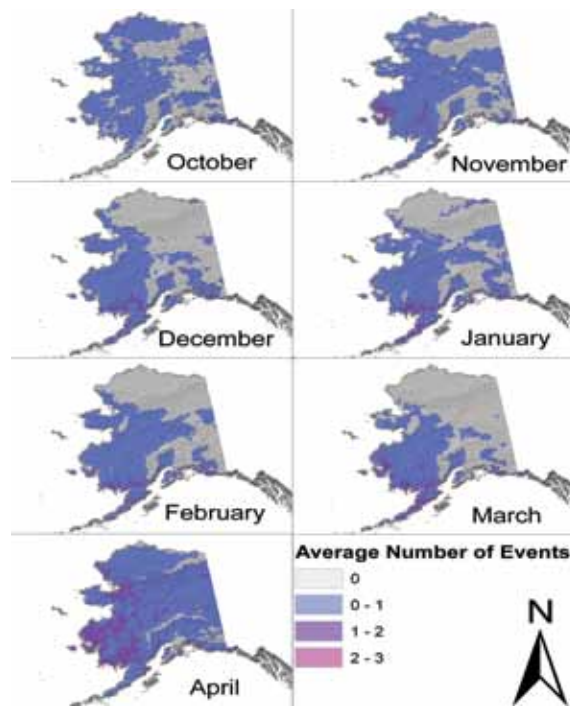 October
November
December
January
February
March
April
Average Number of Events
0
0 - 1
1 - 2
2 - 3
N